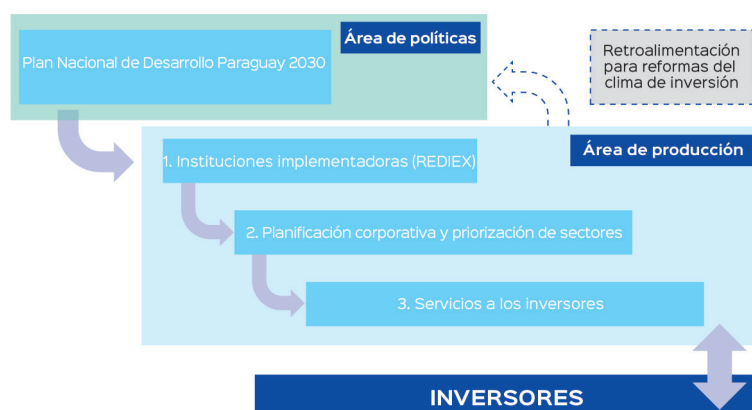 Área de políticas
Plan Nacional de Desarrollo Paraguay 2030
Retroalimentación
para reformas del
clima de inversión
Área de producción
1. Instituciones implementadoras (REDIEX)
2. Planificación corporativa y priorización de sectores
3. Servicios a los inversores
INVERSORES